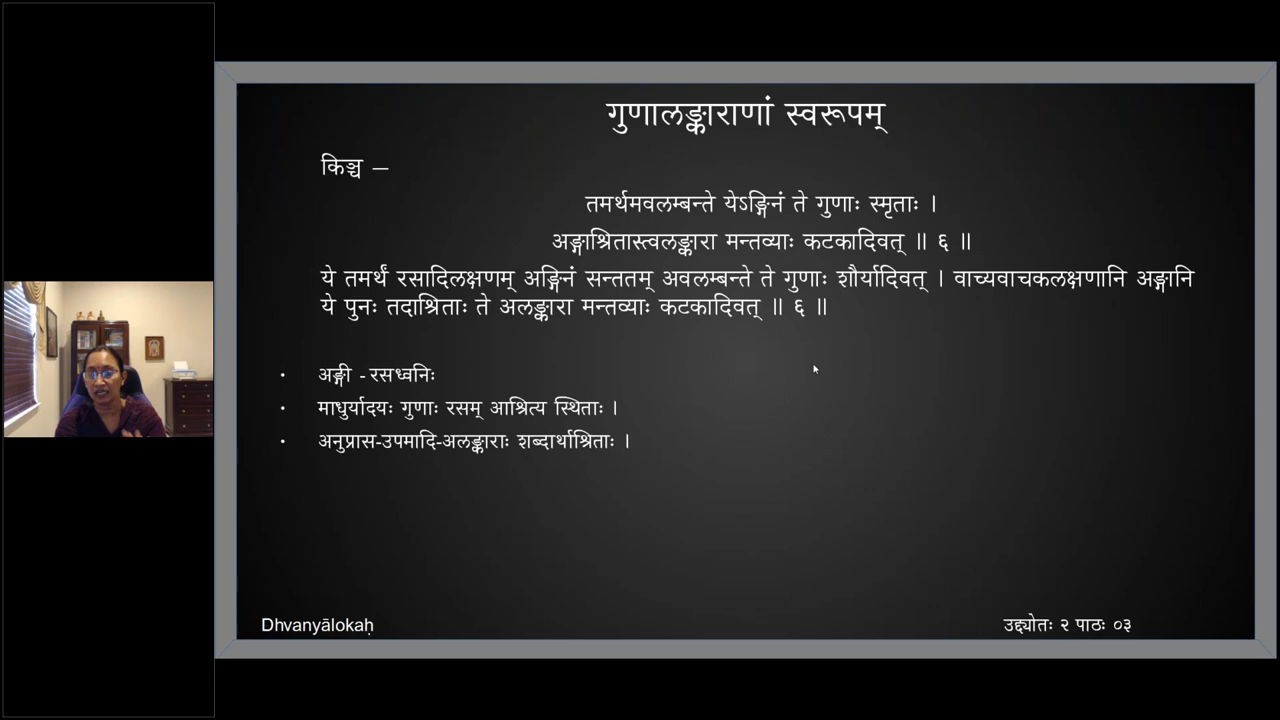 गुणालङ्काराणां स्वरूपम्
किञ्च –
तमर्थमवलम्बन्ते येऽङ्गिनं ते गुणाः स्मृताः ।
अङ्गाश्रितास्त्वलङ्कारा मन्तव्याः कटकादिवत् ॥ ६ ॥
ये तमर्थं रसादिलक्षणम् अङ्गिनं सन्ततम् अवलम्बन्ते ते गुणाः शौर्यादिवत् । वाच्यवाचकलक्षणानि अङ्गानि
ये पुनः तदाश्रिताः ते अलङ्कारा मन्तव्याः कटकादिवत् ॥ ६ ॥
• अङ्गी - रसध्वनिः
• माधुर्यादयः गुणाः रसम् आश्रित्य स्थिताः ।
• अनुप्रास-उपमादि-अलङ्काराः शब्दार्थाश्रिताः ।
Dhvanyālokaḥ उद्द्योतः २ पाठः ०३